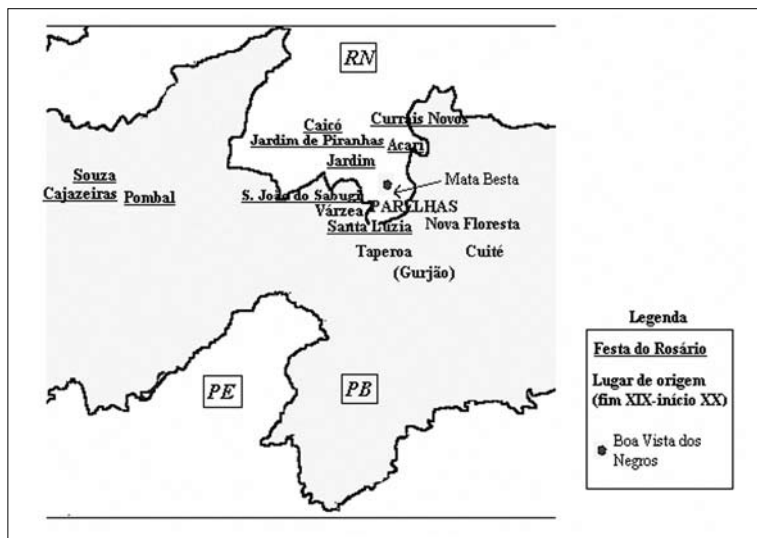 RN
Currais Novos
Caicó
Jardim de Piranhas
Acari
Jardim
Souza
Mata Besta
Cajazeiras
Pombal
S. João do Sabugi
Várzea
PARELHAS
Santa Luzia
Nova Floresta
Taperoa
Cuité
(Gurjão)
PE
PB
Legenda
Festa do Rosário
Lugar de origem
(fim XIX-início XX)
Boa Vista dos
Negros